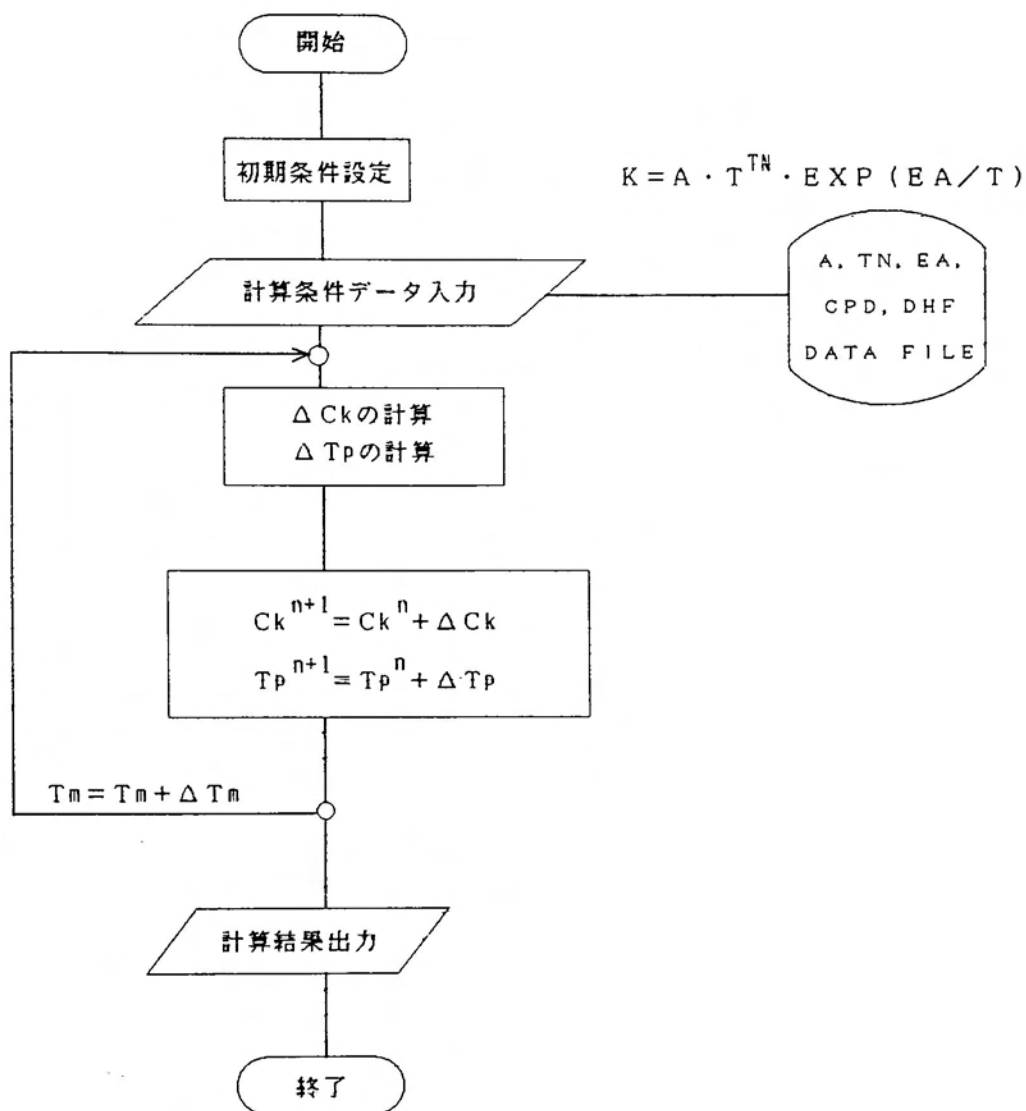 開始
初期条件設定
K=A・T^TN・EXP(EA/T)
計算条件データ入力
A, TN, EA,
CPD, DHF
DATA FILE
ΔCkの計算
ΔTpの計算
Ck^n+1=Ck^n+ΔCk
Tp^n+1=Tp^n+ΔTp
Tm=Tm+ΔTm
計算結果出力
終了